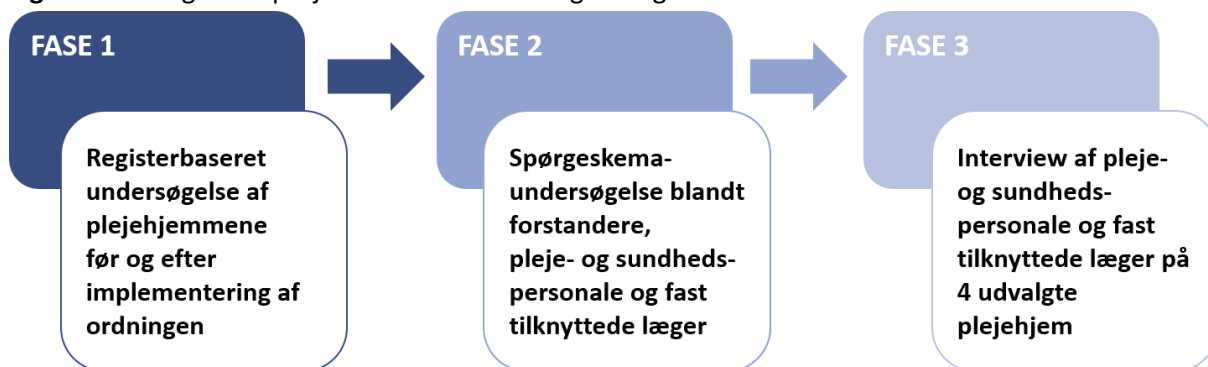 FASE 1
Registerbaseret
undersøgelse af
plejehjemmene
før og efter
implementering af
ordningen
FASE 2
Spørgeskema-
undersøgelse blandt
forstandere,
pleje- og sundheds-
personale og fast
tilknyttede læger
FASE 3
Interview af pleje-
og sundheds-
personale og fast
tilknyttede læger på
4 udvalgte
plejehjem